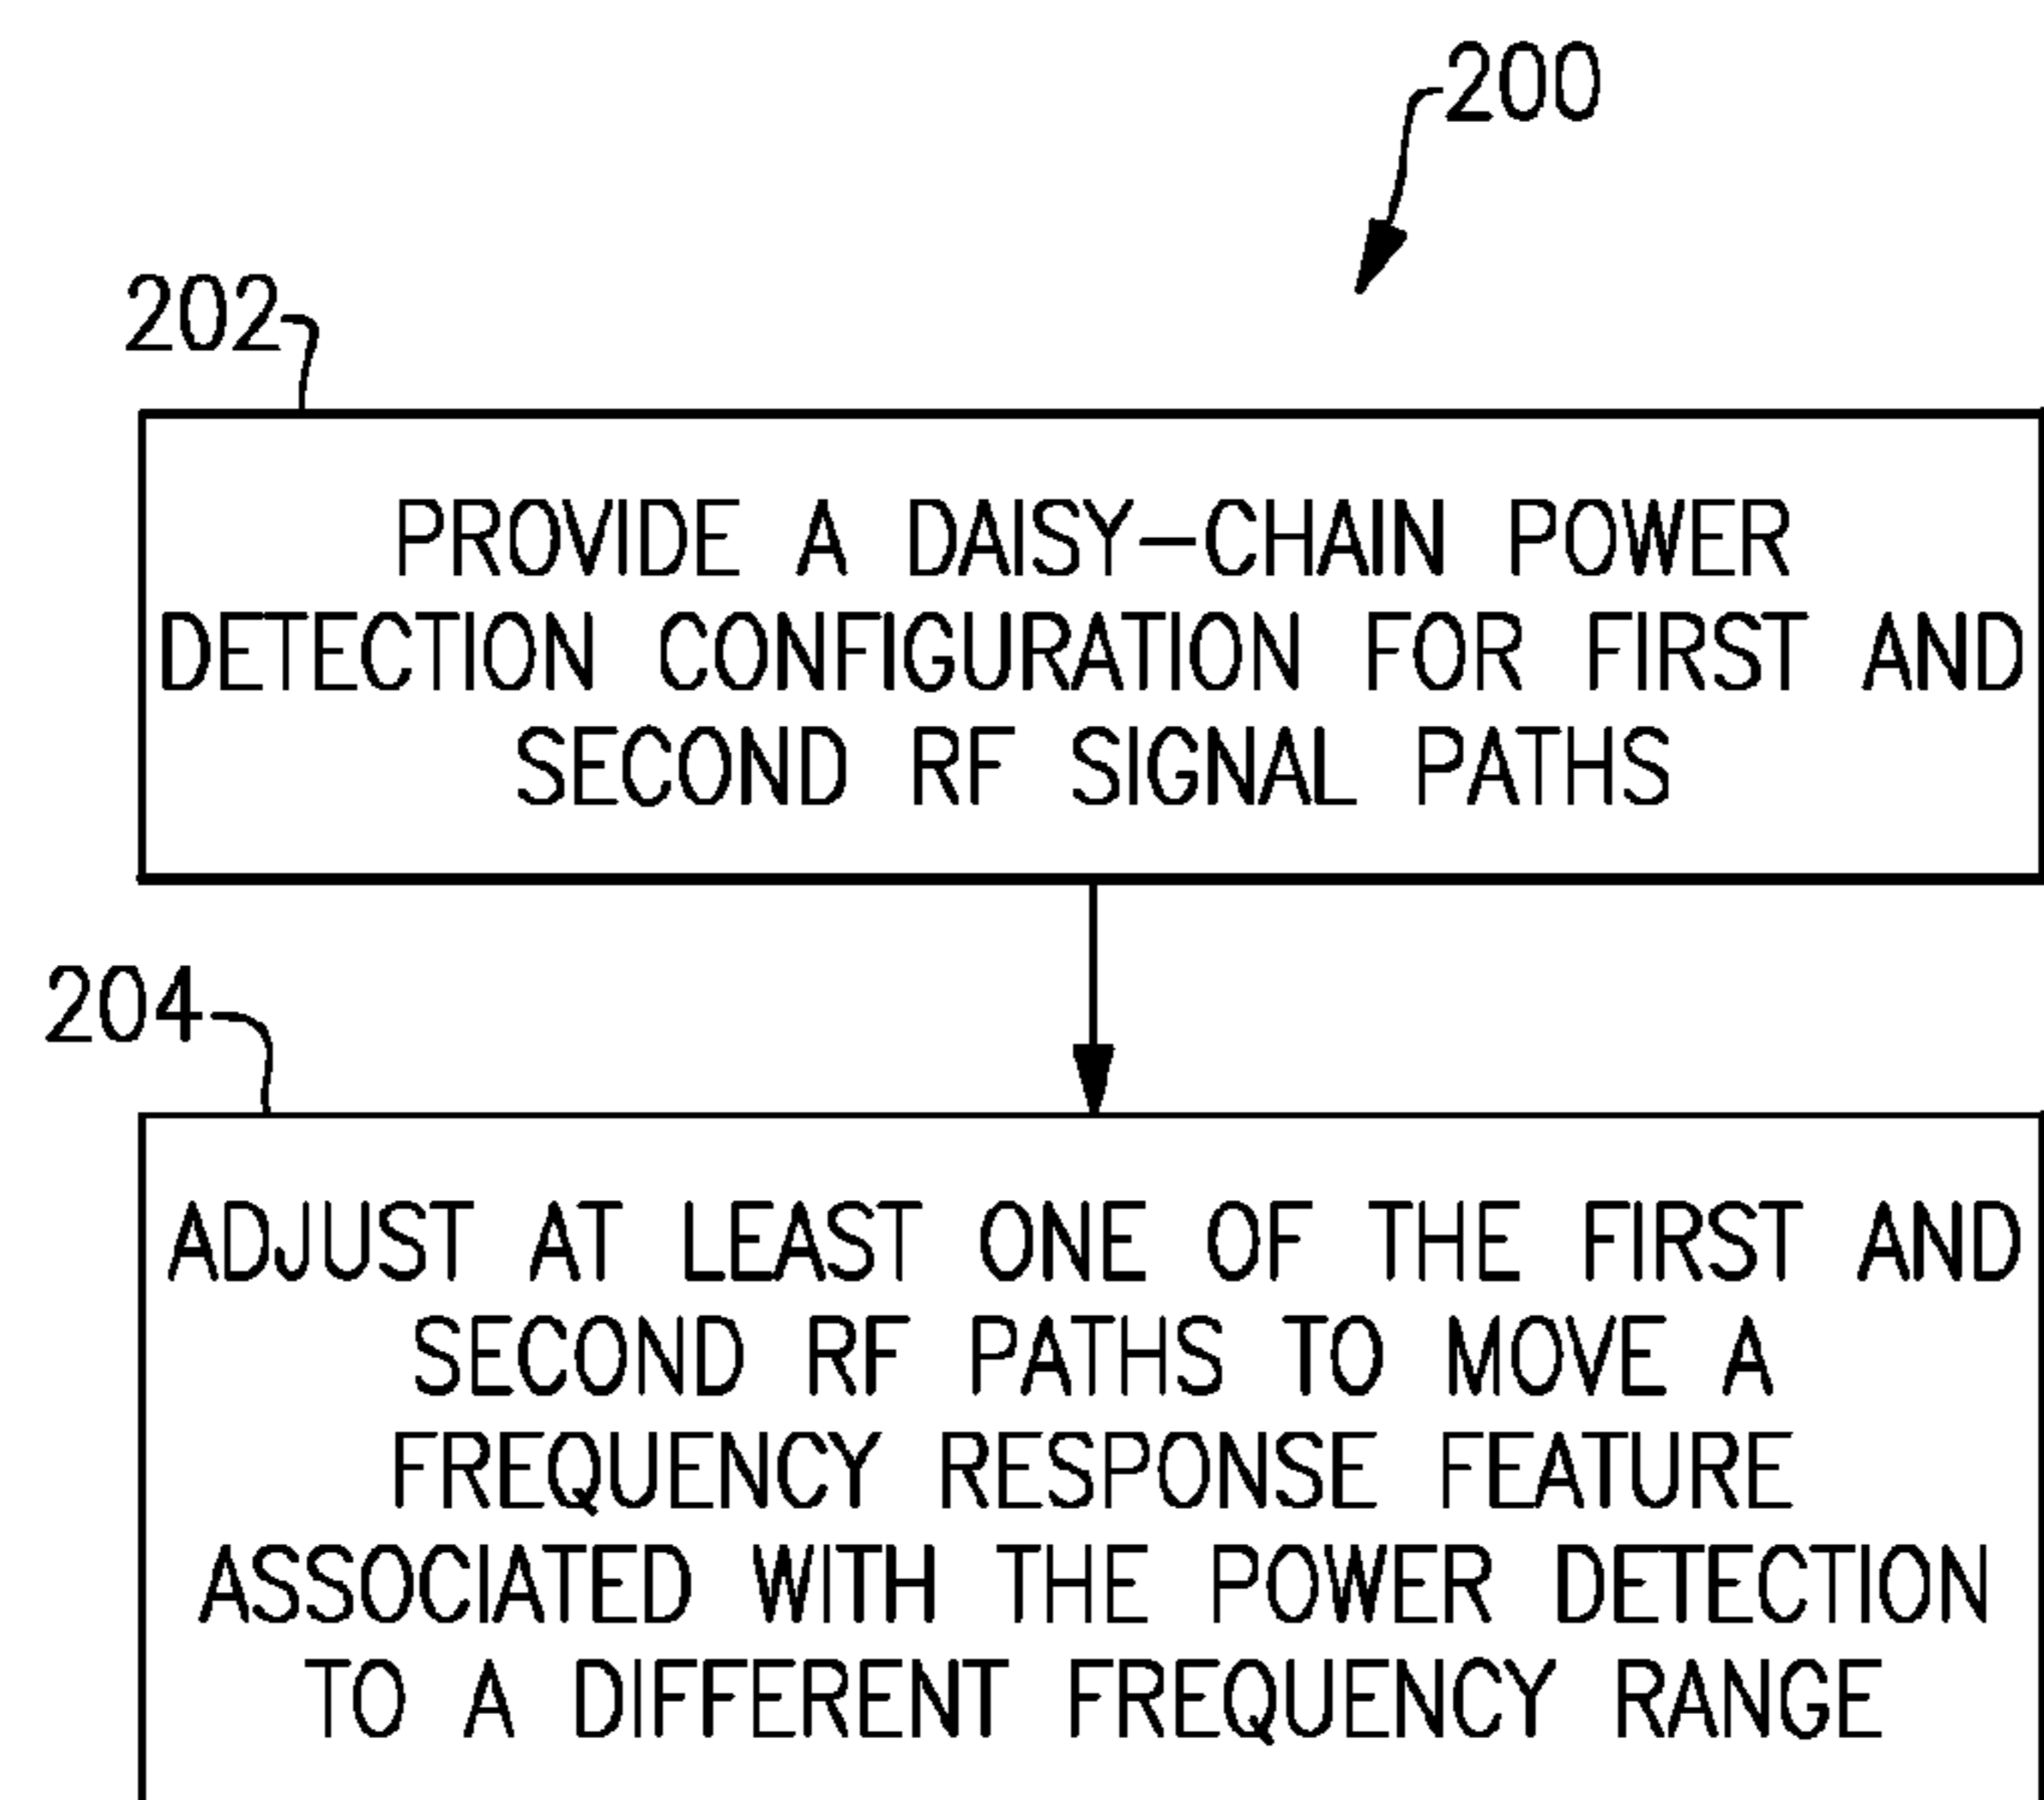 200
202
PROVIDE A DAISY-CHAIN POWER
DETECTION CONFIGURATION FOR FIRST AND
SECOND RF SIGNAL PATHS
204
ADJUST AT LEAST ONE OF THE FIRST AND
SECOND RF PATHS TO MOVE A
FREQUENCY RESPONSE FEATURE
ASSOCIATED WITH THE POWER DETECTION
TO A DIFFERENT FREQUENCY RANGE